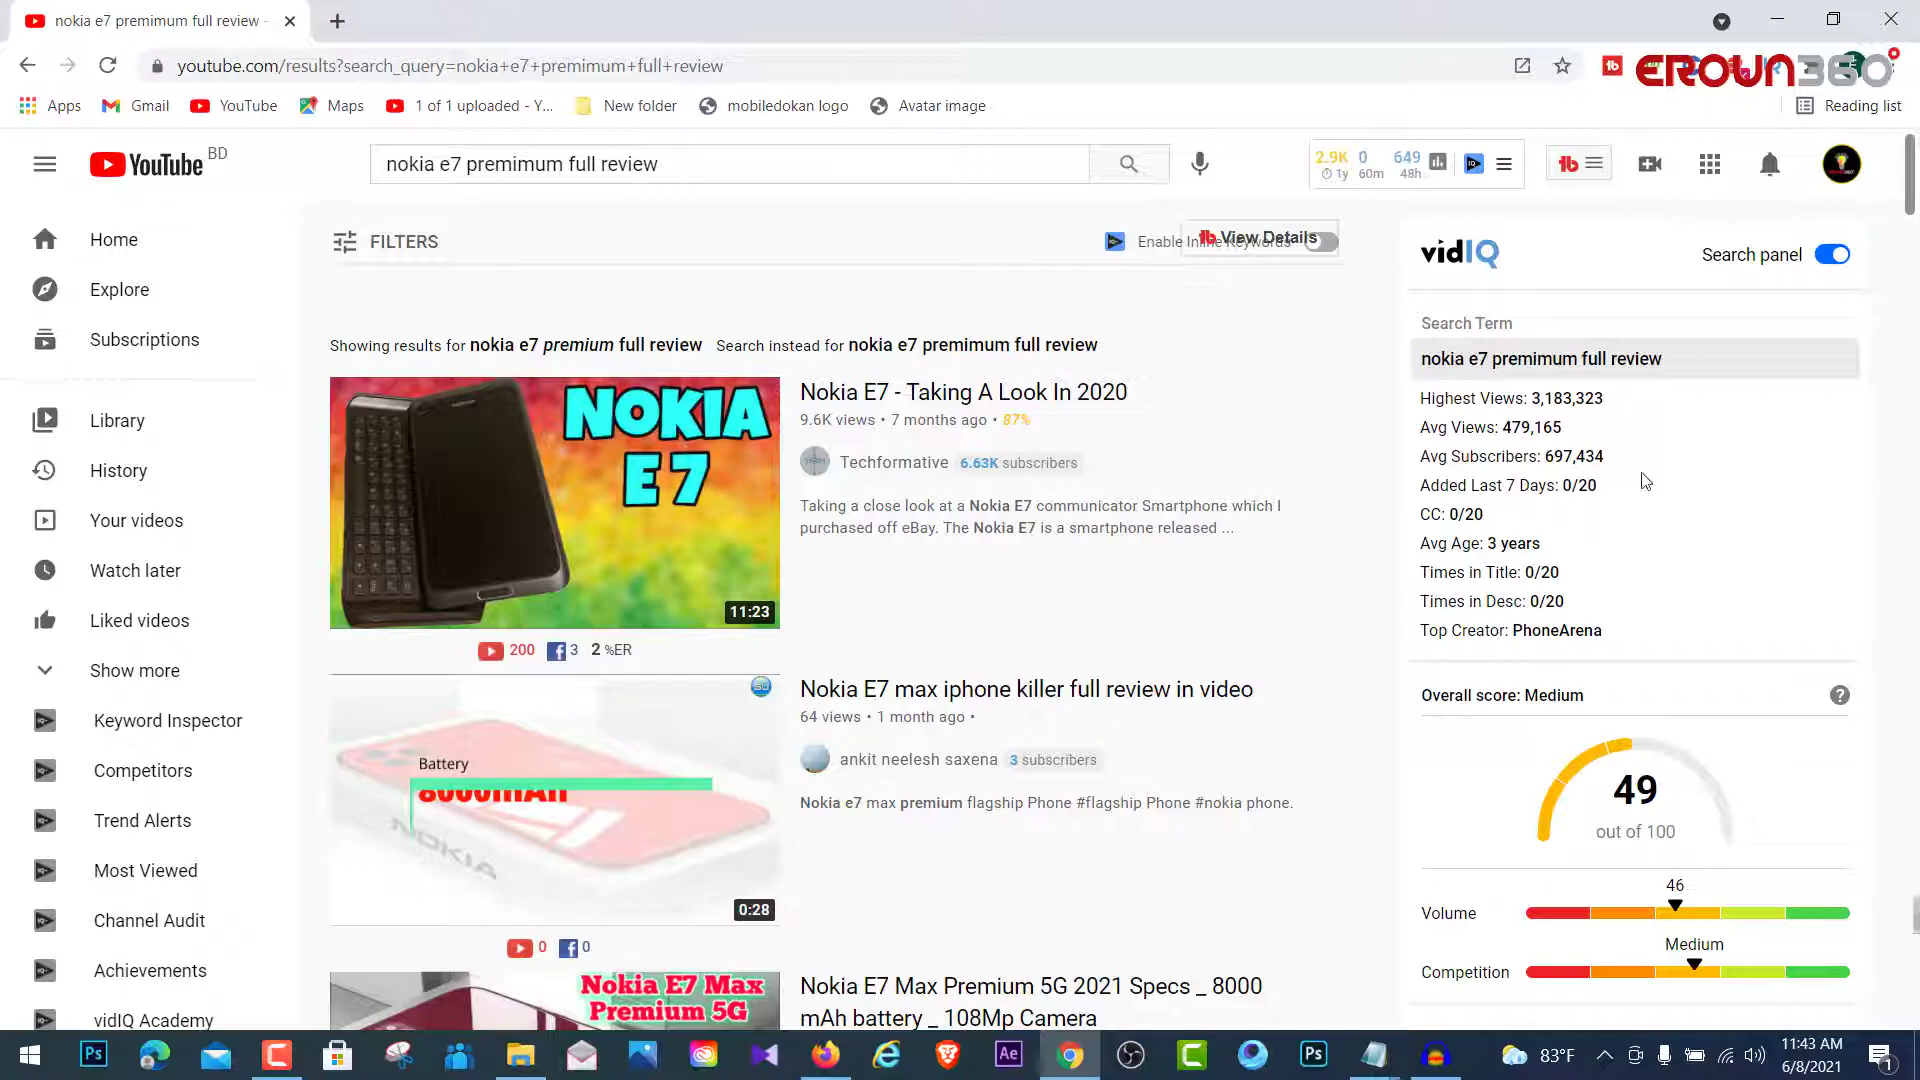 nokia e7 premimum full review -
youtube.com/results?search_query=nokia+e7+premimum+full+review
EROWN360
Apps
Gmail
YouTube
Maps
1 of 1 uploaded - Y...
New folder
mobiledokan logo
Avatar image
Reading list
YouTube BD
nokia e7 premimum full review
2.9K 0 649
1y 60m 48h
FILTERS
Enable Inline Keywords
View Details
vidIQ
Search panel
Home
Explore
Subscriptions
Library
History
Your videos
Watch later
Liked videos
Show more
Keyword Inspector
Competitors
Trend Alerts
Most Viewed
Channel Audit
Achievements
vidIQ Academy
Showing results for nokia e7 premium full review Search instead for nokia e7 premimum full review
NOKIA
E7
11:23
200 3 2 %ER
Nokia E7 - Taking A Look In 2020
9.6K views • 7 months ago • 87%
Techformative 6.63K subscribers
Taking a close look at a Nokia E7 communicator Smartphone which I
purchased off eBay. The Nokia E7 is a smartphone released ...
Battery
8000mAh
NOKIA
0:28
0 0
Nokia E7 max iphone killer full review in video
64 views • 1 month ago •
ankit neelesh saxena 3 subscribers
Nokia e7 max premium flagship Phone #flagship Phone #nokia phone.
Nokia E7 Max
Premium 5G
Nokia E7 Max Premium 5G 2021 Specs _ 8000
mAh battery _ 108Mp Camera
Search Term
nokia e7 premimum full review
Highest Views: 3,183,323
Avg Views: 479,165
Avg Subscribers: 697,434
Added Last 7 Days: 0/20
CC: 0/20
Avg Age: 3 years
Times in Title: 0/20
Times in Desc: 0/20
Top Creator: PhoneArena
Overall score: Medium
49
out of 100
46
Volume
Medium
Competition
83°F
11:43 AM
6/8/2021
1